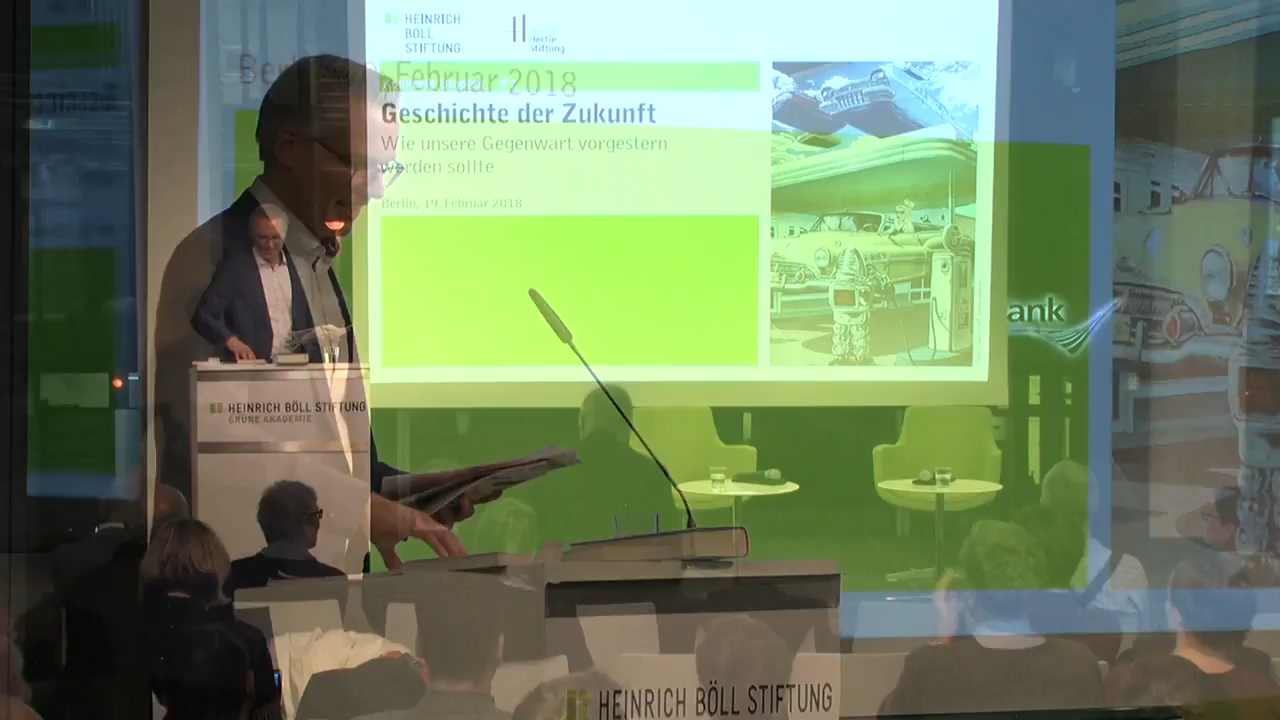 HEINRICH
BÖLL
STIFTUNG
Hertie
Stiftung
Februar 2018
Geschichte der Zukunft
Wie unsere Gegenwart vorgestern
werden sollte
Berlin, 19. Februar 2018
ank
HEINRICH BÖLL STIFTUNG
GRÜNE AKADEMIE
HEINRICH BÖLL STIFTUNG